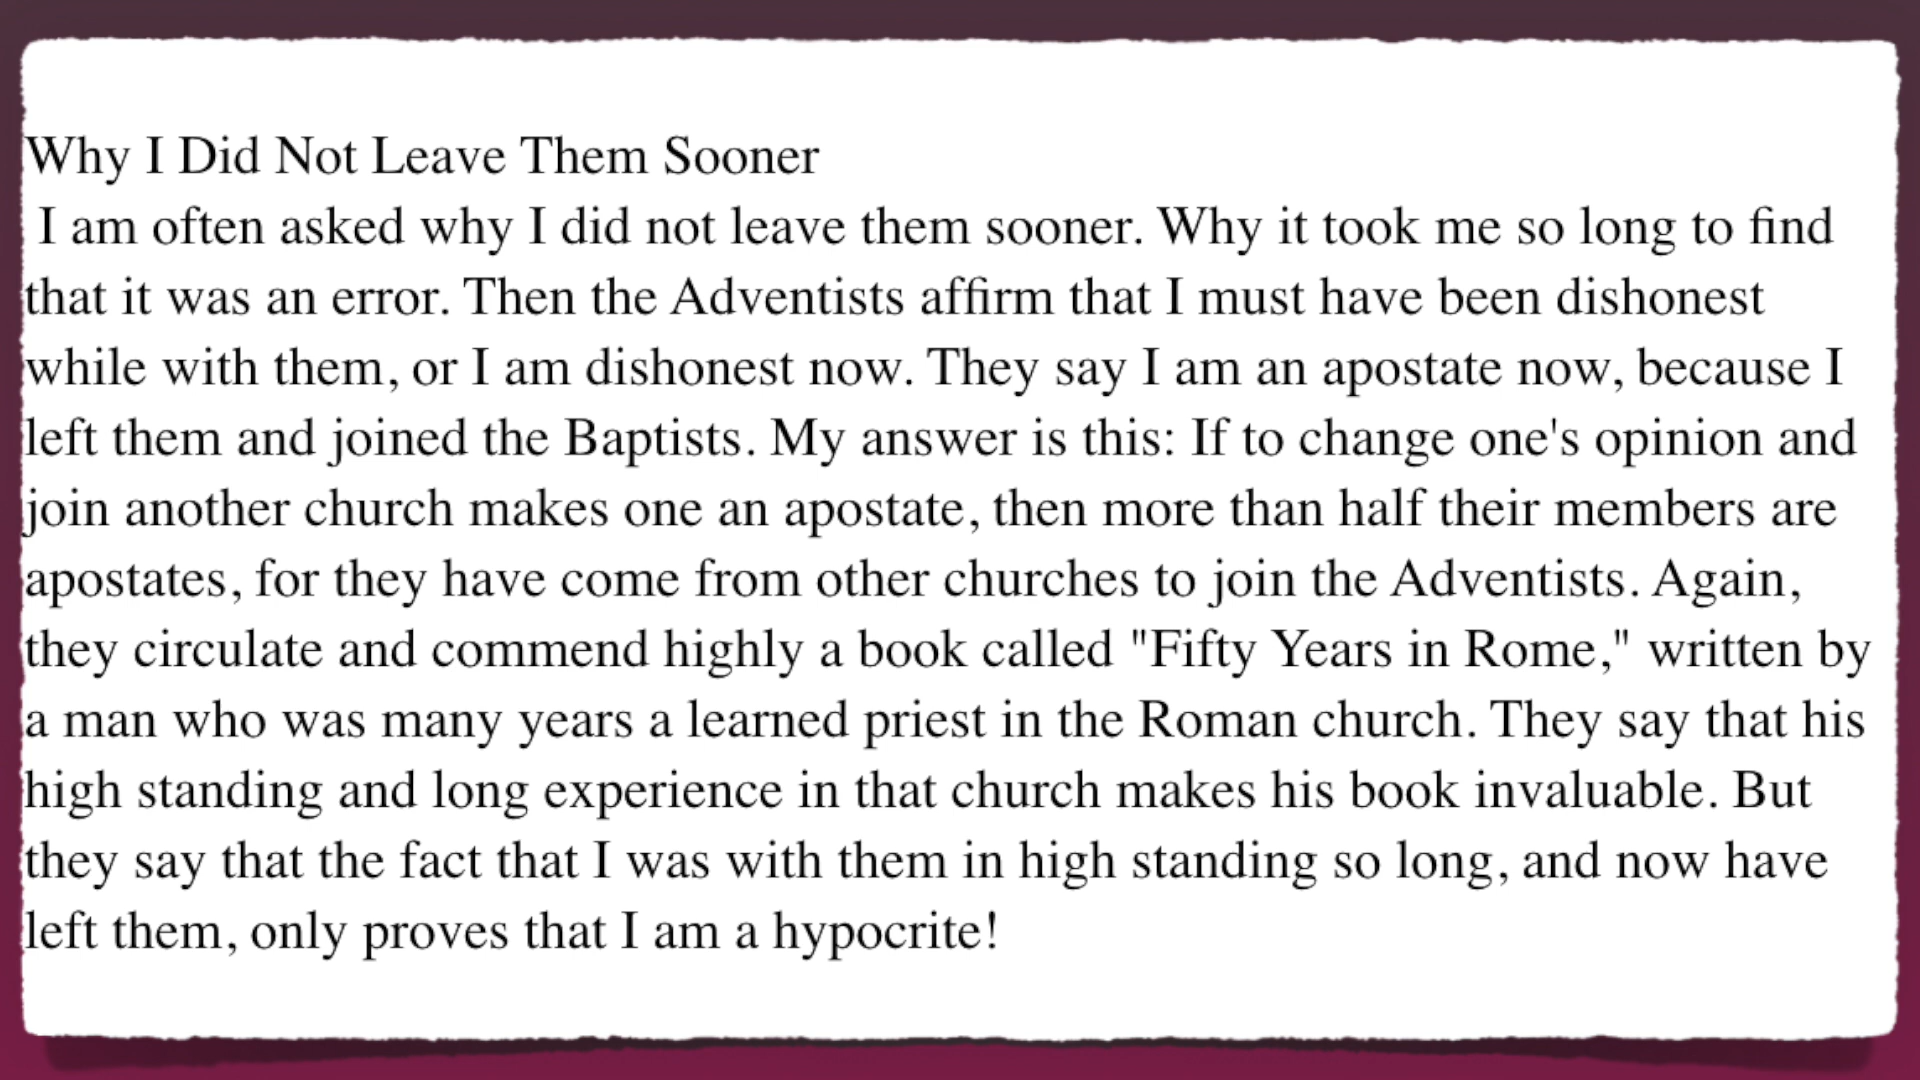 Why I Did Not Leave Them Sooner
I am often asked why I did not leave them sooner. Why it took me so long to find
that it was an error. Then the Adventists affirm that I must have been dishonest
while with them, or I am dishonest now. They say I am an apostate now, because I
left them and joined the Baptists. My answer is this: If to change one's opinion and
join another church makes one an apostate, then more than half their members are
apostates, for they have come from other churches to join the Adventists. Again,
they circulate and commend highly a book called "Fifty Years in Rome," written by
a man who was many years a learned priest in the Roman church. They say that his
high standing and long experience in that church makes his book invaluable. But
they say that the fact that I was with them in high standing so long, and now have
left them, only proves that I am a hypocrite!